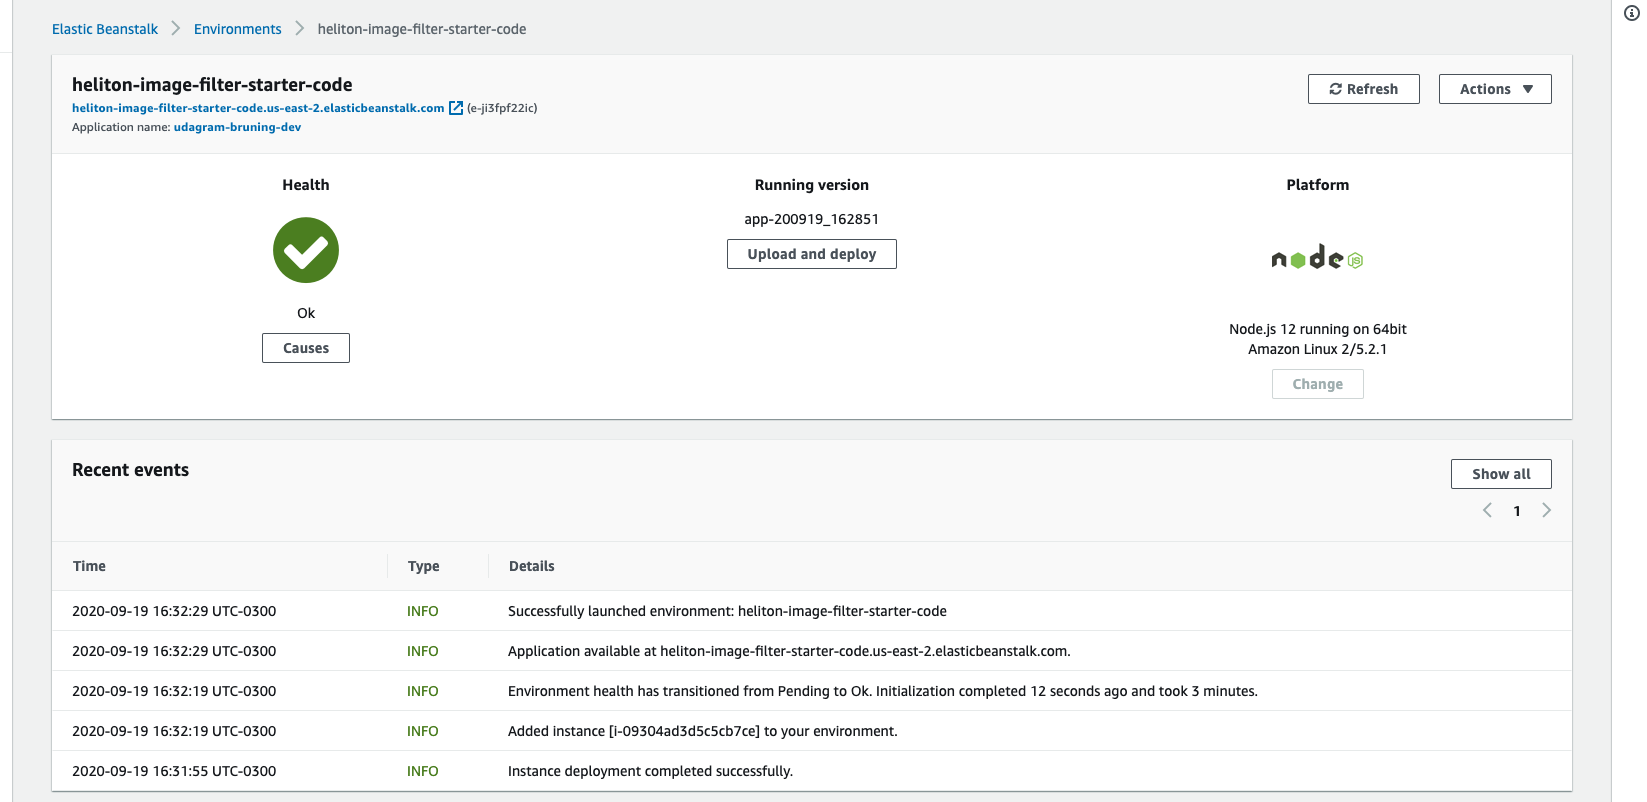 Elastic Beanstalk > Environments > heliton-image-filter-starter-code
heliton-image-filter-starter-code
heliton-image-filter-starter-code.us-east-2.elasticbeanstalk.com (e-ji3fpf22ic)
Application name: udagram-bruning-dev
Refresh
Actions
Health
Ok
Causes
Running version
app-200919_162851
Upload and deploy
Platform
node JS
Node.js 12 running on 64bit
Amazon Linux 2/5.2.1
Change
Recent events
Show all
1
Time Type Details
2020-09-19 16:32:29 UTC-0300 INFO Successfully launched environment: heliton-image-filter-starter-code
2020-09-19 16:32:29 UTC-0300 INFO Application available at heliton-image-filter-starter-code.us-east-2.elasticbeanstalk.com.
2020-09-19 16:32:19 UTC-0300 INFO Environment health has transitioned from Pending to Ok. Initialization completed 12 seconds ago and took 3 minutes.
2020-09-19 16:32:19 UTC-0300 INFO Added instance [i-09304ad3d5c5cb7ce] to your environment.
2020-09-19 16:31:55 UTC-0300 INFO Instance deployment completed successfully.